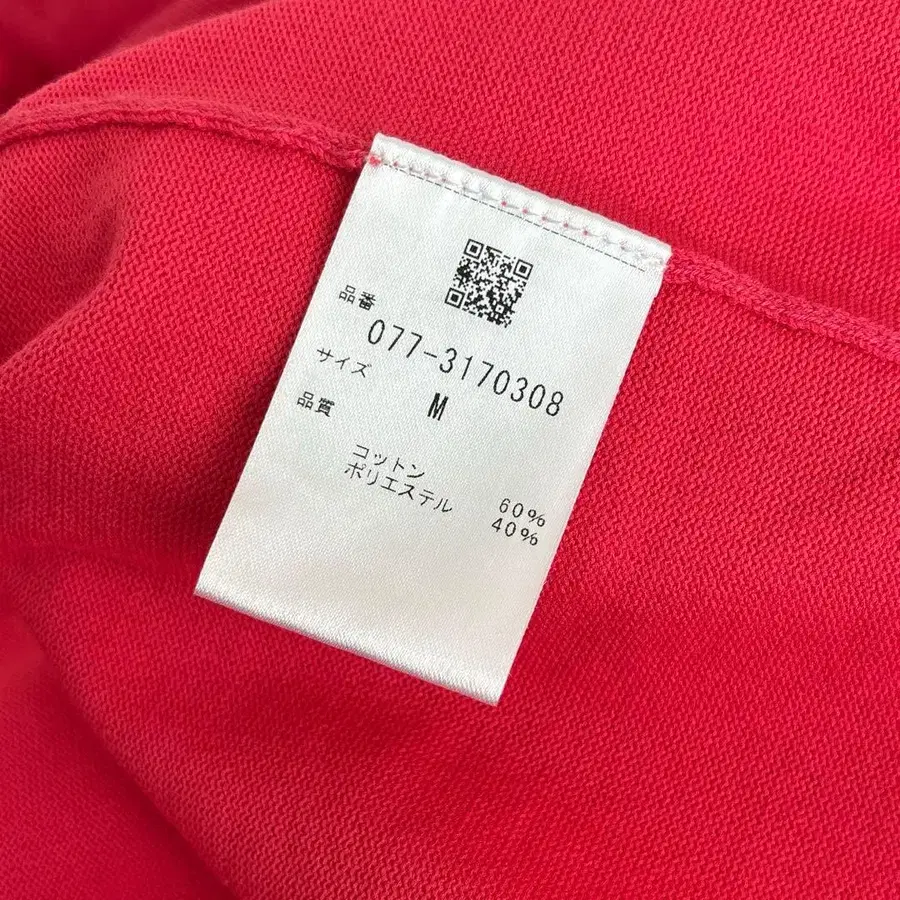 品番
077-3170308
サイズ
M
品質
コットン 60%
ポリエステル 40%